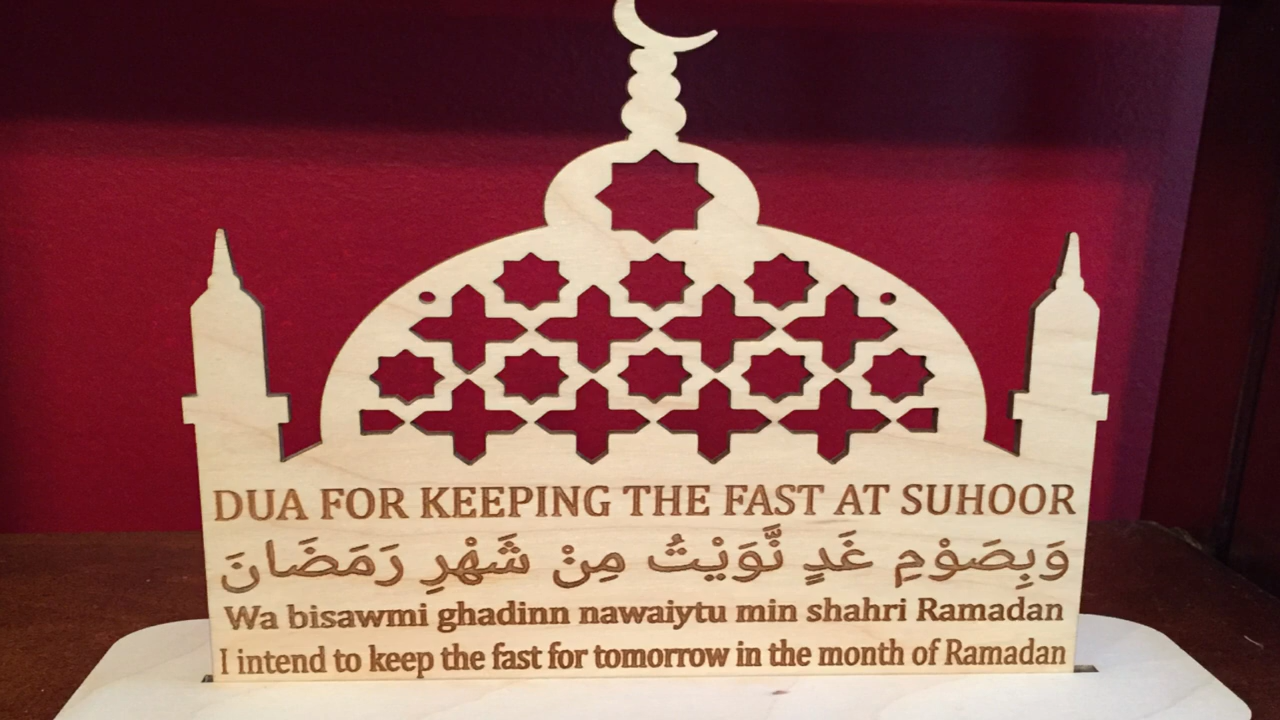 DUA FOR KEEPING THE FAST AT SUHOOR
وَبِصَوْمِ غَدٍ نَّوَيْتُ مِنْ شَهْرِ رَمَضَانَ
Wa bisawmi ghadinn nawaiytu min shahri Ramadan
I intend to keep the fast for tomorrow in the month of Ramadan